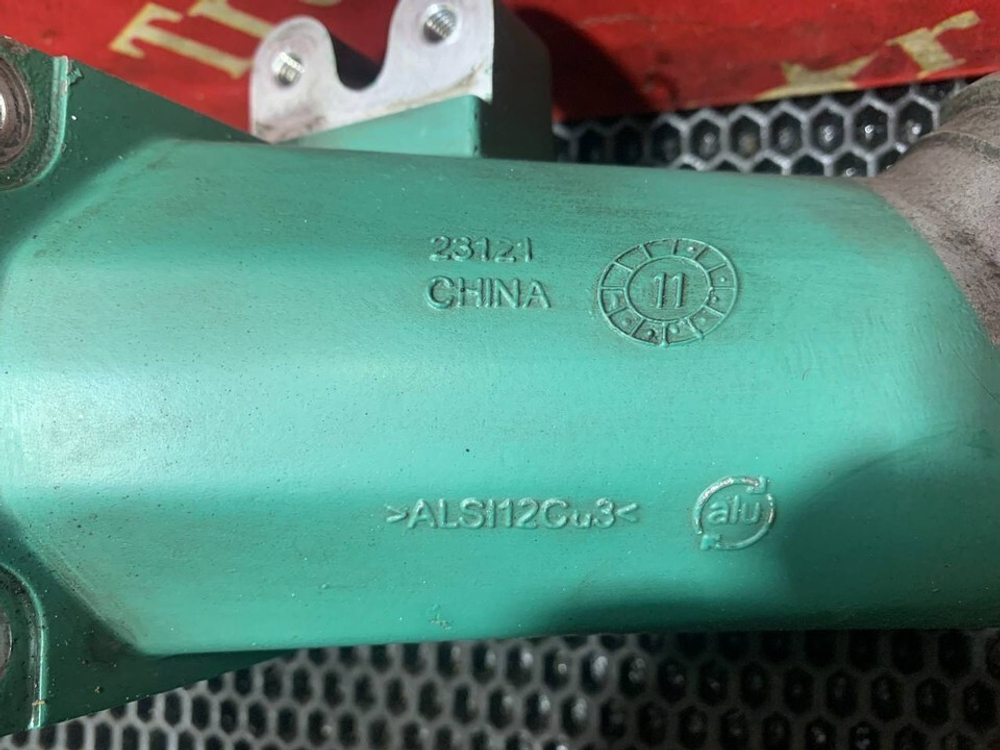 23121
CHINA
11
>ALSI12Cu3<
alu